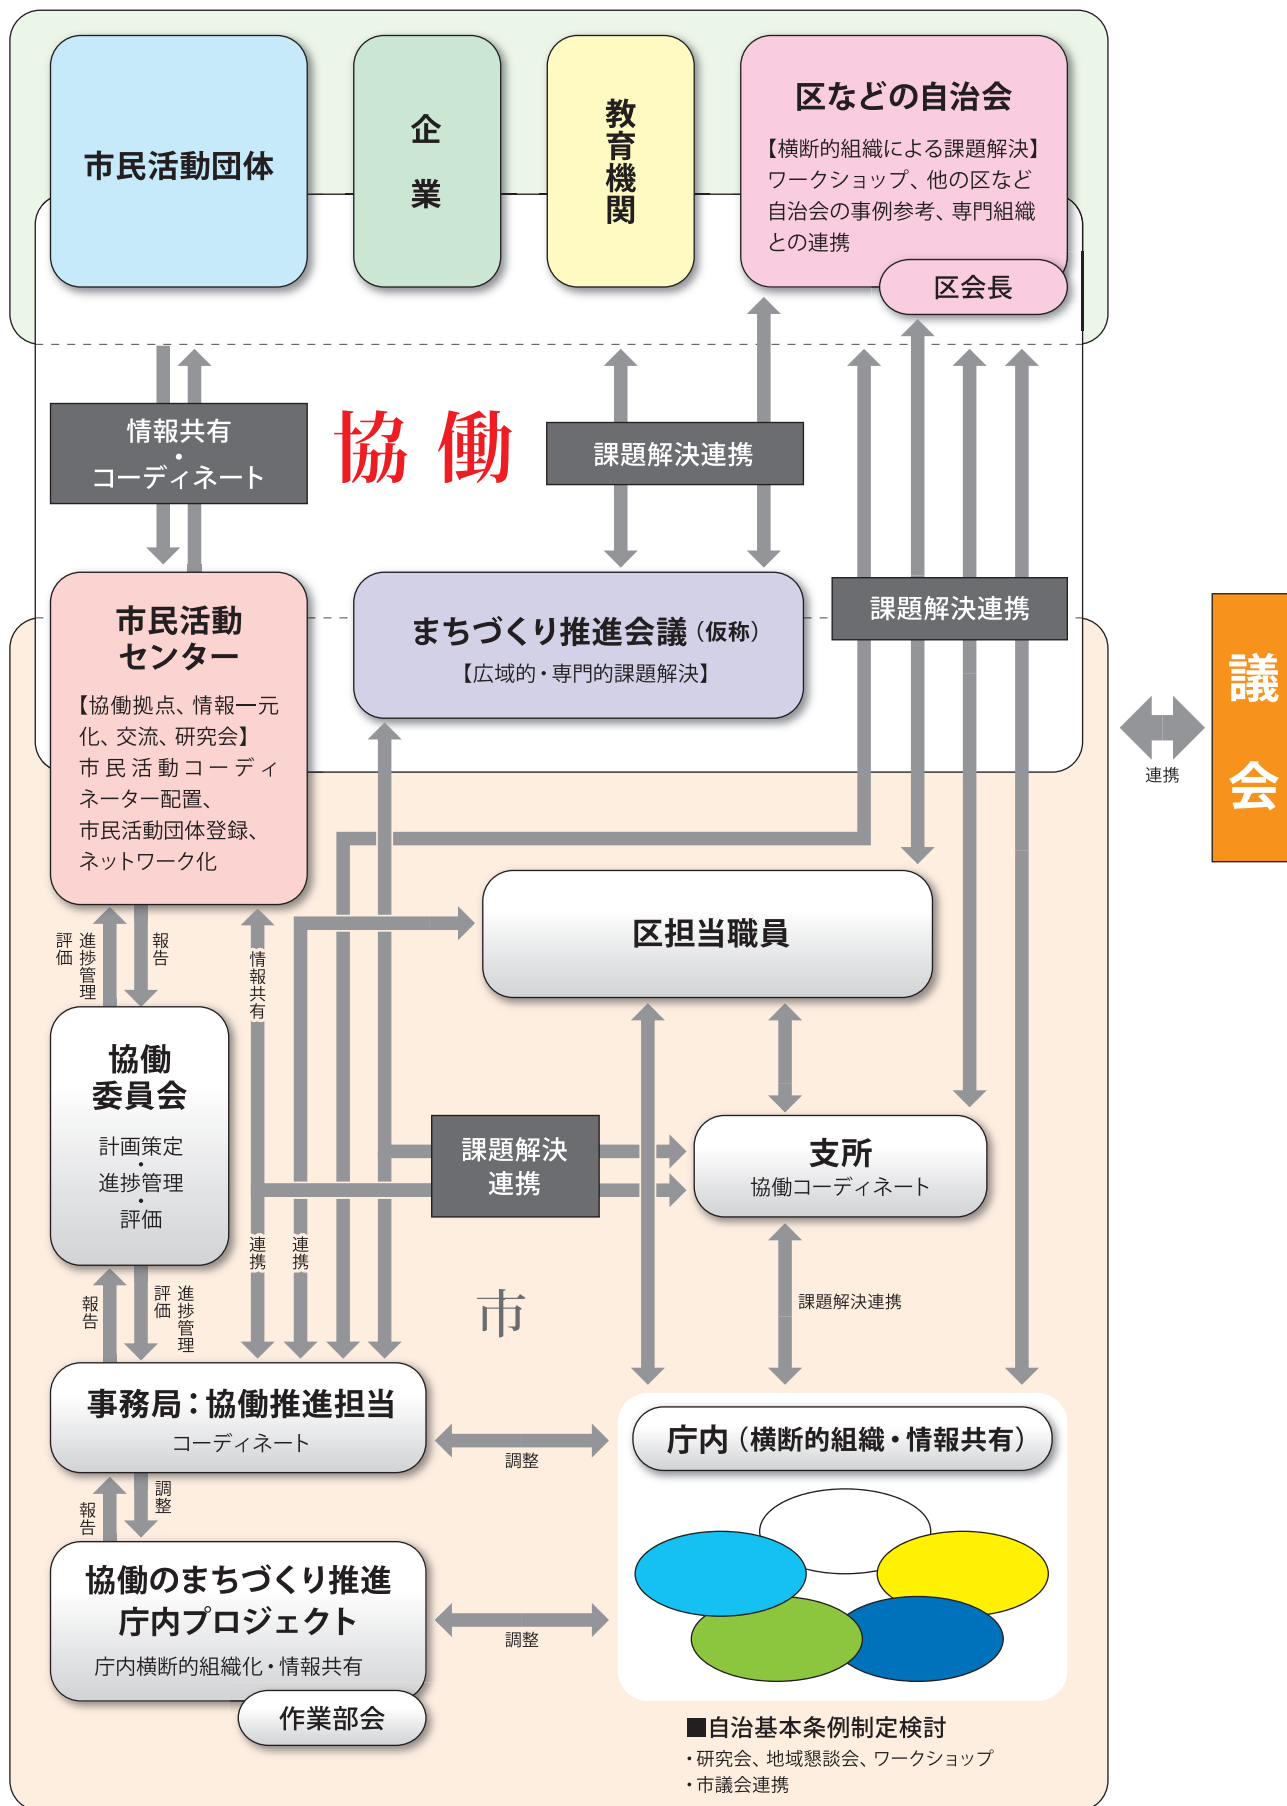 市民活動団体
企業
教育機関
区などの自治会
【横断的組織による課題解決】
ワークショップ、他の区など
自治会の事例参考、専門組織
との連携
区会長
情報共有
・
コーディネート
協働
課題解決連携
課題解決連携
市民活動
センター
【協働拠点、情報一元
化、交流、研究会】
市民活動コーディ
ネーター配置、
市民活動団体登録、
ネットワーク化
まちづくり推進会議（仮称）
【広域的・専門的課題解決】
議会
連携
進捗管理
評価
報告
情報共有
区担当職員
協働
委員会
計画策定
・
進捗管理
・
評価
課題解決
連携
支所
協働コーディネート
連携
連携
報告
進捗管理
評価
市
課題解決連携
事務局：協働推進担当
コーディネート
調整
庁内（横断的組織・情報共有）
報告
調整
協働のまちづくり推進
庁内プロジェクト
庁内横断的組織化・情報共有
作業部会
調整
■自治基本条例制定検討
・研究会、地域懇談会、ワークショップ
・市議会連携